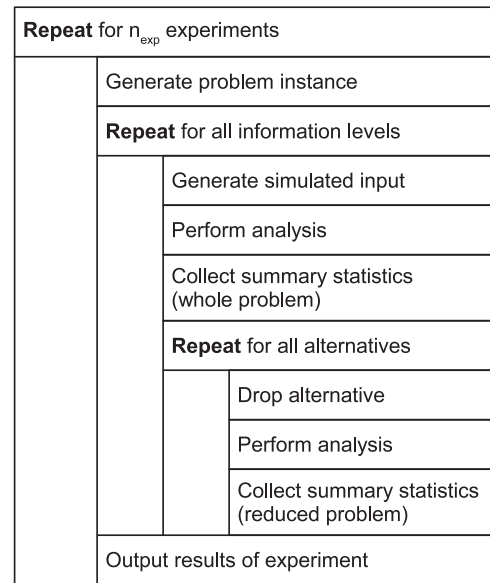 Repeat for n_exp experiments
Generate problem instance
Repeat for all information levels
Generate simulated input
Perform analysis
Collect summary statistics
(whole problem)
Repeat for all alternatives
Drop alternative
Perform analysis
Collect summary statistics
(reduced problem)
Output results of experiment